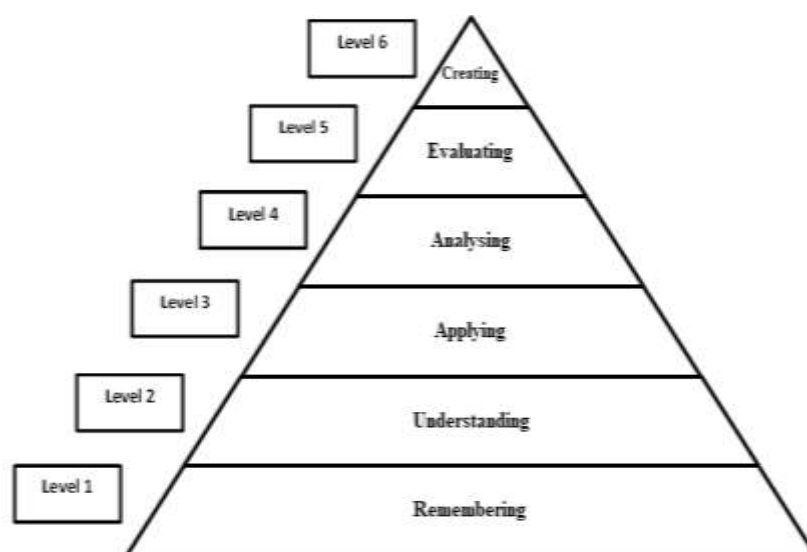 Level 6
Creating
Level 5
Evaluating
Level 4
Analysing
Level 3
Applying
Level 2
Understanding
Level 1
Remembering